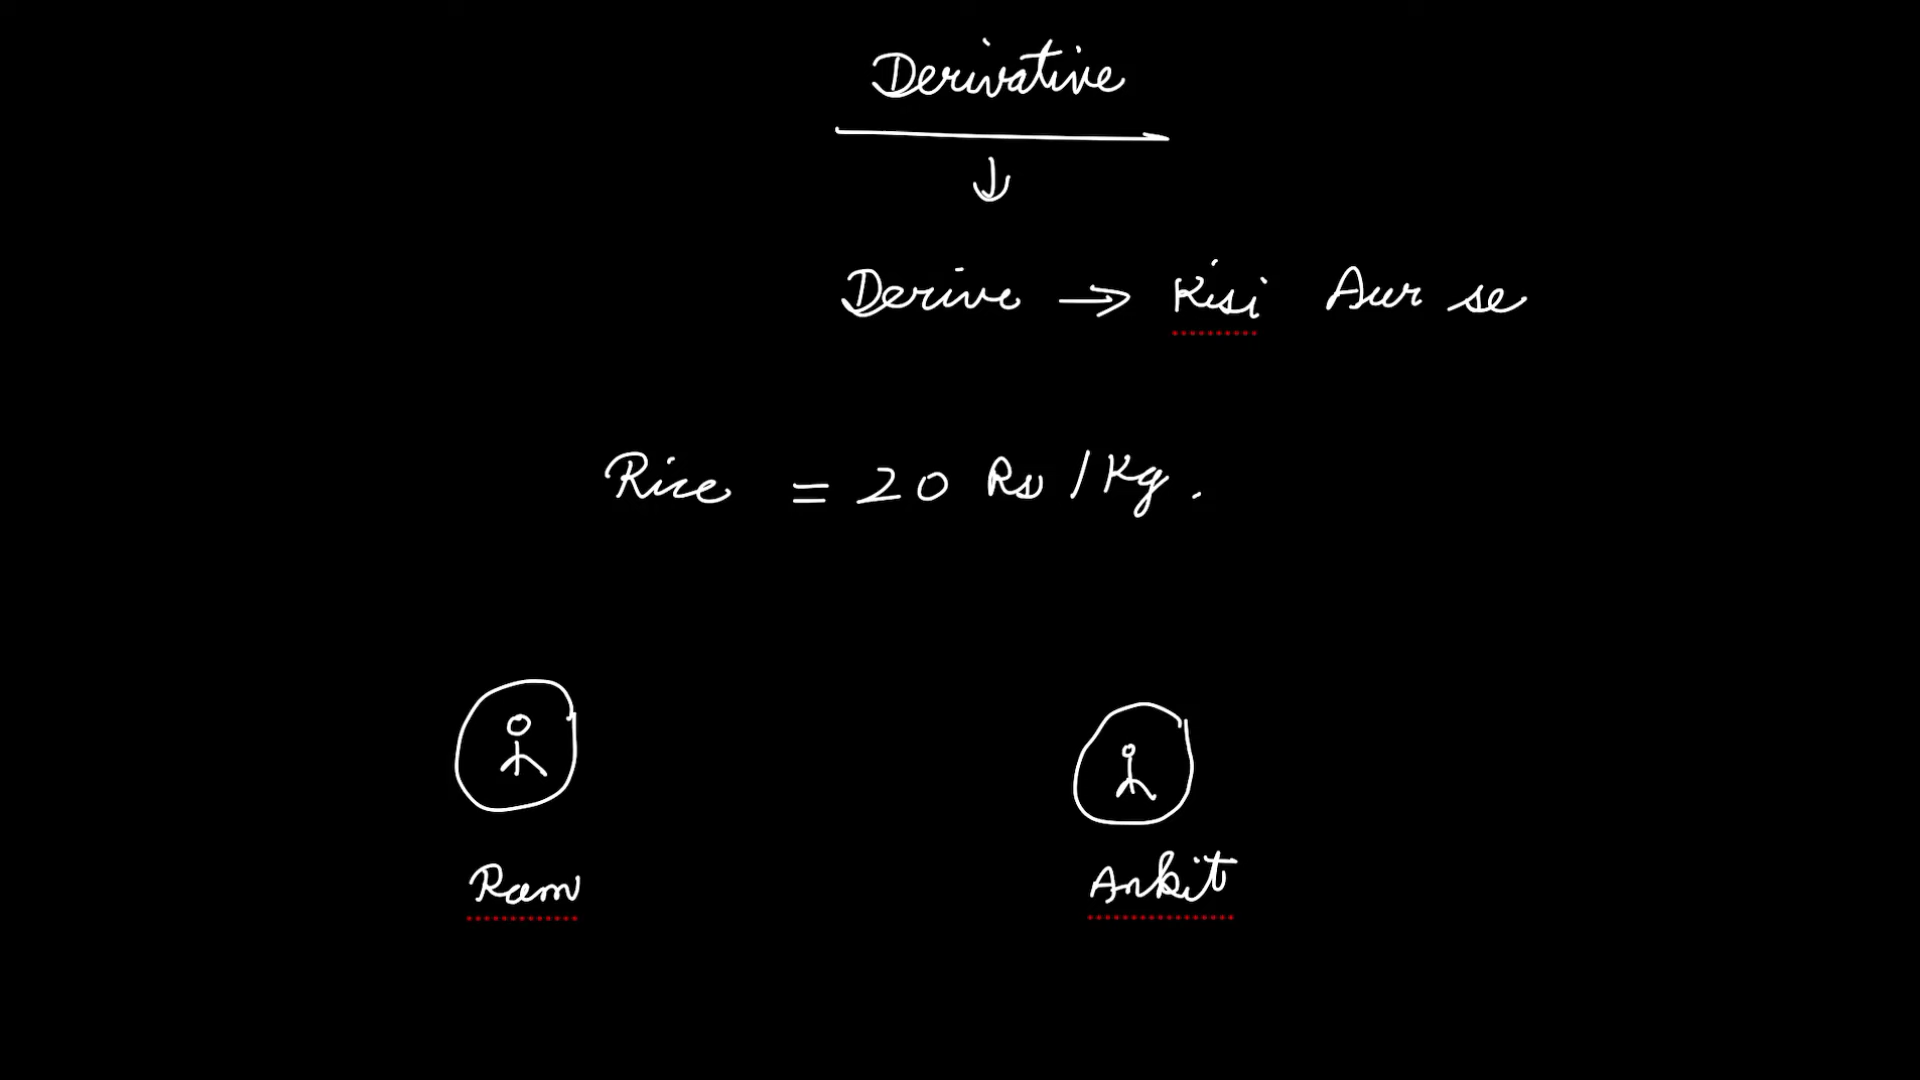 Derivative
Derive → Kisi Aur se
Rice = 20 Rs /Kg.
Ram
Ankit